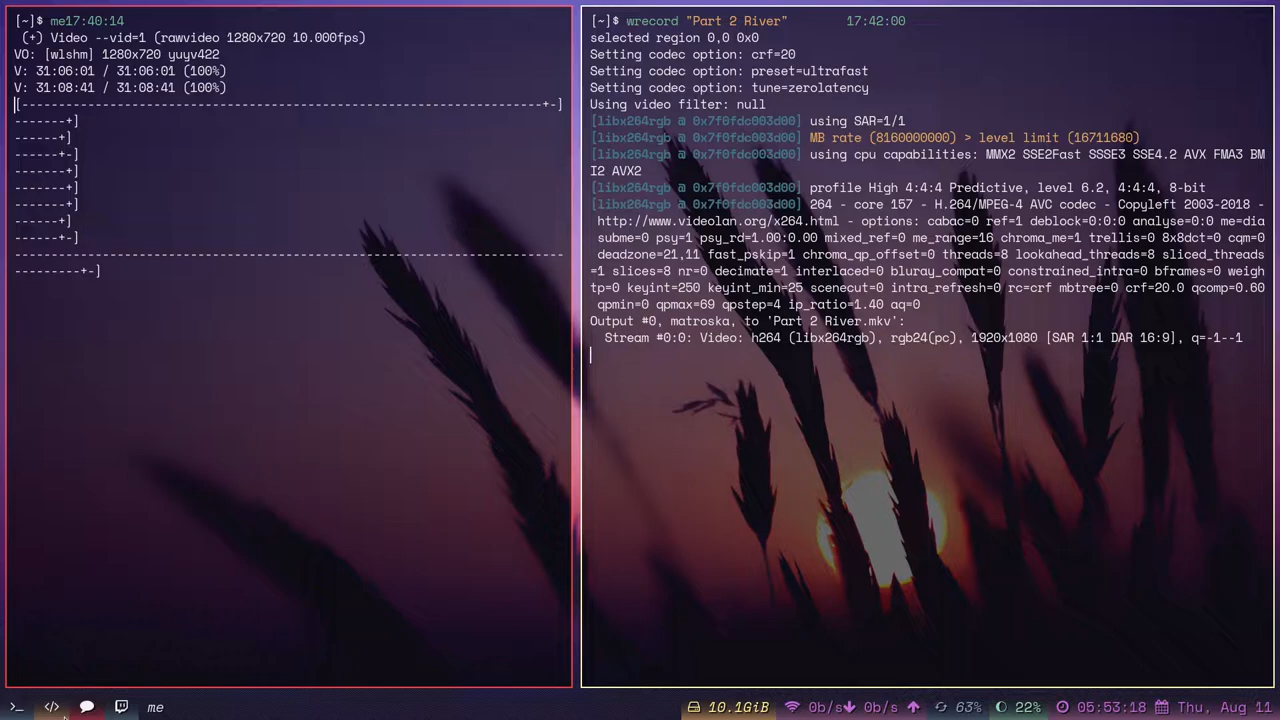 [~]$ me17:40:14
(+) Video --vid=1 (rawvideo 1280x720 10.000fps)
VO: [wlshm] 1280x720 yuyv422
V: 31:06:01 / 31:06:01 (100%)
V: 31:08:41 / 31:08:41 (100%)
[-----------------------------------------------------------------------+-]
-------+]
------+]
------+-]
------+]
------+]
------+-]
------+]
------+-]
---------------------------------------------------------------------------
---------+-]
[~]$ wrecord "Part 2 River" 17:42:00
selected region 0,0 0x0
Setting codec option: crf=20
Setting codec option: preset=ultrafast
Setting codec option: tune=zerolatency
Using video filter: null
[libx264rgb @ 0x7f0fdc003d00] using SAR=1/1
[libx264rgb @ 0x7f0fdc003d00] MB rate (8160000000) > level limit (16711680)
[libx264rgb @ 0x7f0fdc003d00] using cpu capabilities: MMX2 SSE2Fast SSSE3 SSE4.2 AVX FMA3 BM
I2 AVX2
[libx264rgb @ 0x7f0fdc003d00] profile High 4:4:4 Predictive, level 6.2, 4:4:4, 8-bit
[libx264rgb @ 0x7f0fdc003d00] 264 - core 157 - H.264/MPEG-4 AVC codec - Copyleft 2003-2018 -
http://www.videolan.org/x264.html - options: cabac=0 ref=1 deblock=0:0:0 analyse=0:0 me=dia
subme=0 psy=1 psy_rd=1.00:0.00 mixed_ref=0 me_range=16 chroma_me=1 trellis=0 8x8dct=0 cqm=0
deadzone=21,11 fast_pskip=1 chroma_qp_offset=0 threads=8 lookahead_threads=8 sliced_threads
=1 slices=8 nr=0 decimate=1 interlaced=0 bluray_compat=0 constrained_intra=0 bframes=0 weigh
tp=0 keyint=250 keyint_min=25 scenecut=0 intra_refresh=0 rc=crf mbtree=0 crf=20.0 qcomp=0.60
qpmin=0 qpmax=69 qpstep=4 ip_ratio=1.40 aq=0
Output #0, matroska, to 'Part 2 River.mkv':
Stream #0:0: Video: h264 (libx264rgb), rgb24(pc), 1920x1080 [SAR 1:1 DAR 16:9], q=-1--1
>_ </> me 10.1GiB 0b/s 0b/s 63% 22% 05:53:18 Thu, Aug 11